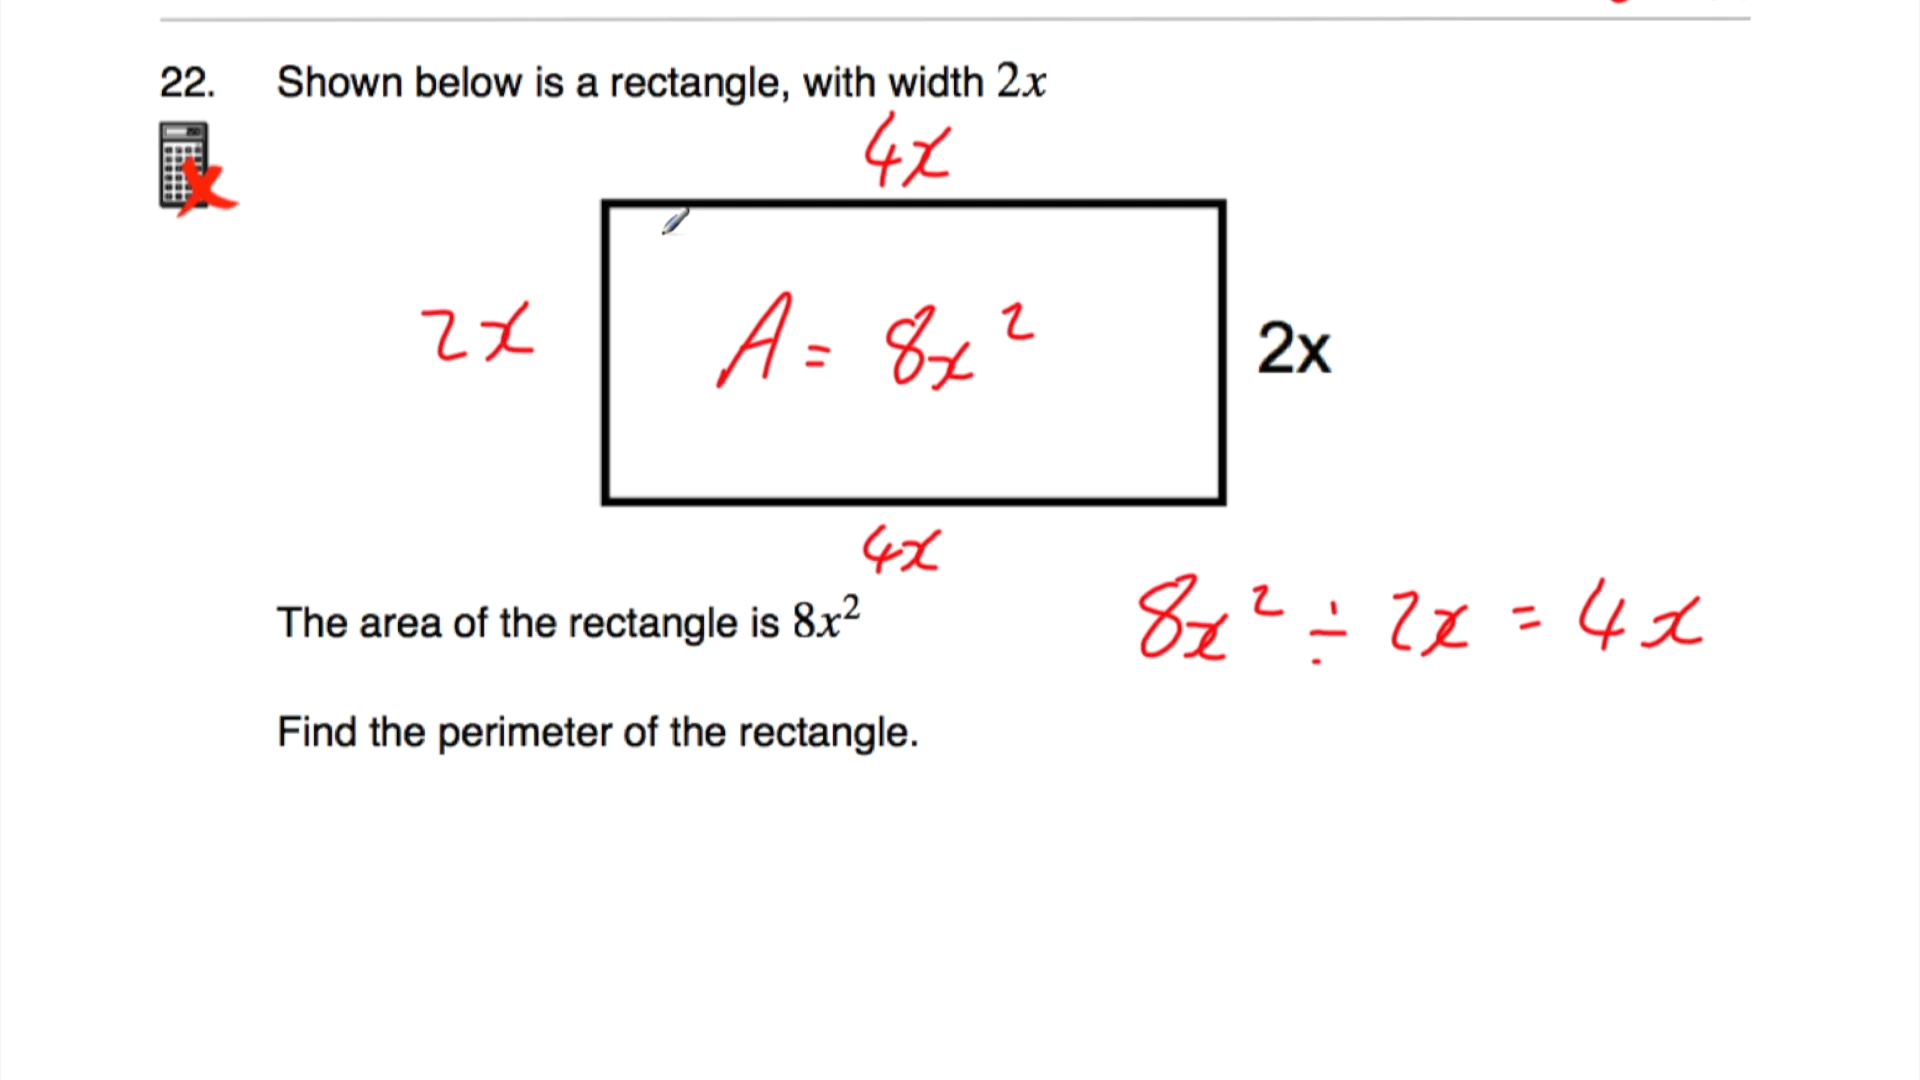 22. Shown below is a rectangle, with width 2x
4x
2x A = 8x² 2x
4x
The area of the rectangle is 8x²
8x² ÷ 2x = 4x
Find the perimeter of the rectangle.